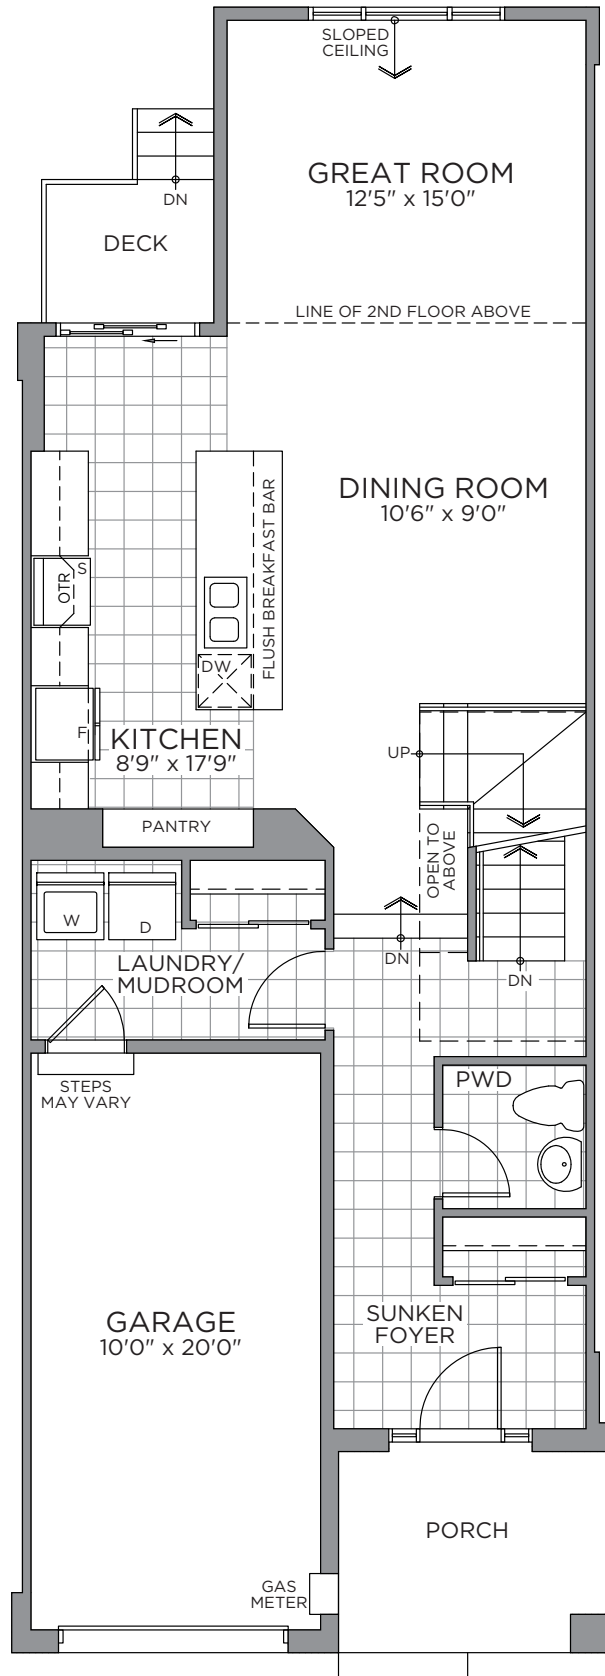 SLOPED
CEILING
GREAT ROOM
12'5" x 15'0"
DN
DECK
LINE OF 2ND FLOOR ABOVE
DINING ROOM
10'6" x 9'0"
FLUSH BREAKFAST BAR
S
OTR
DW
F
KITCHEN
8'9" x 17'9"
UP
PANTRY
OPEN TO
ABOVE
W
D
LAUNDRY/
MUDROOM
DN
DN
STEPS
MAY VARY
PWD
GARAGE
10'0" x 20'0"
SUNKEN
FOYER
PORCH
GAS
METER